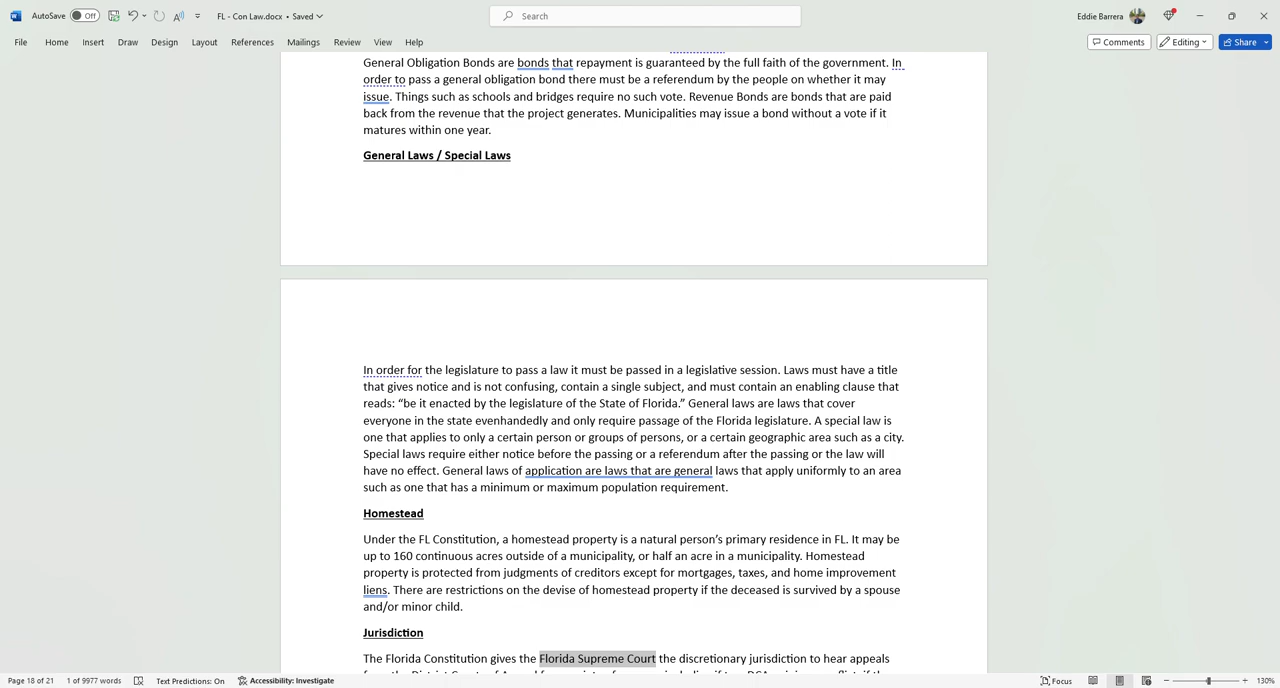 AutoSave Off FL - Con Law.docx • Saved Search Eddie Barrera
File Home Insert Draw Design Layout References Mailings Review View Help Comments Editing Share
General Obligation Bonds are bonds that repayment is guaranteed by the full faith of the government. In
order to pass a general obligation bond there must be a referendum by the people on whether it may
issue. Things such as schools and bridges require no such vote. Revenue Bonds are bonds that are paid
back from the revenue that the project generates. Municipalities may issue a bond without a vote if it
matures within one year.
General Laws / Special Laws
In order for the legislature to pass a law it must be passed in a legislative session. Laws must have a title
that gives notice and is not confusing, contain a single subject, and must contain an enabling clause that
reads: “be it enacted by the legislature of the State of Florida.” General laws are laws that cover
everyone in the state evenhandedly and only require passage of the Florida legislature. A special law is
one that applies to only a certain person or groups of persons, or a certain geographic area such as a city.
Special laws require either notice before the passing or a referendum after the passing or the law will
have no effect. General laws of application are laws that are general laws that apply uniformly to an area
such as one that has a minimum or maximum population requirement.
Homestead
Under the FL Constitution, a homestead property is a natural person’s primary residence in FL. It may be
up to 160 continuous acres outside of a municipality, or half an acre in a municipality. Homestead
property is protected from judgments of creditors except for mortgages, taxes, and home improvement
liens. There are restrictions on the devise of homestead property if the deceased is survived by a spouse
and/or minor child.
Jurisdiction
The Florida Constitution gives the Florida Supreme Court the discretionary jurisdiction to hear appeals
Page 18 of 21 1 of 9977 words Text Predictions: On Accessibility: Investigate Focus 130%